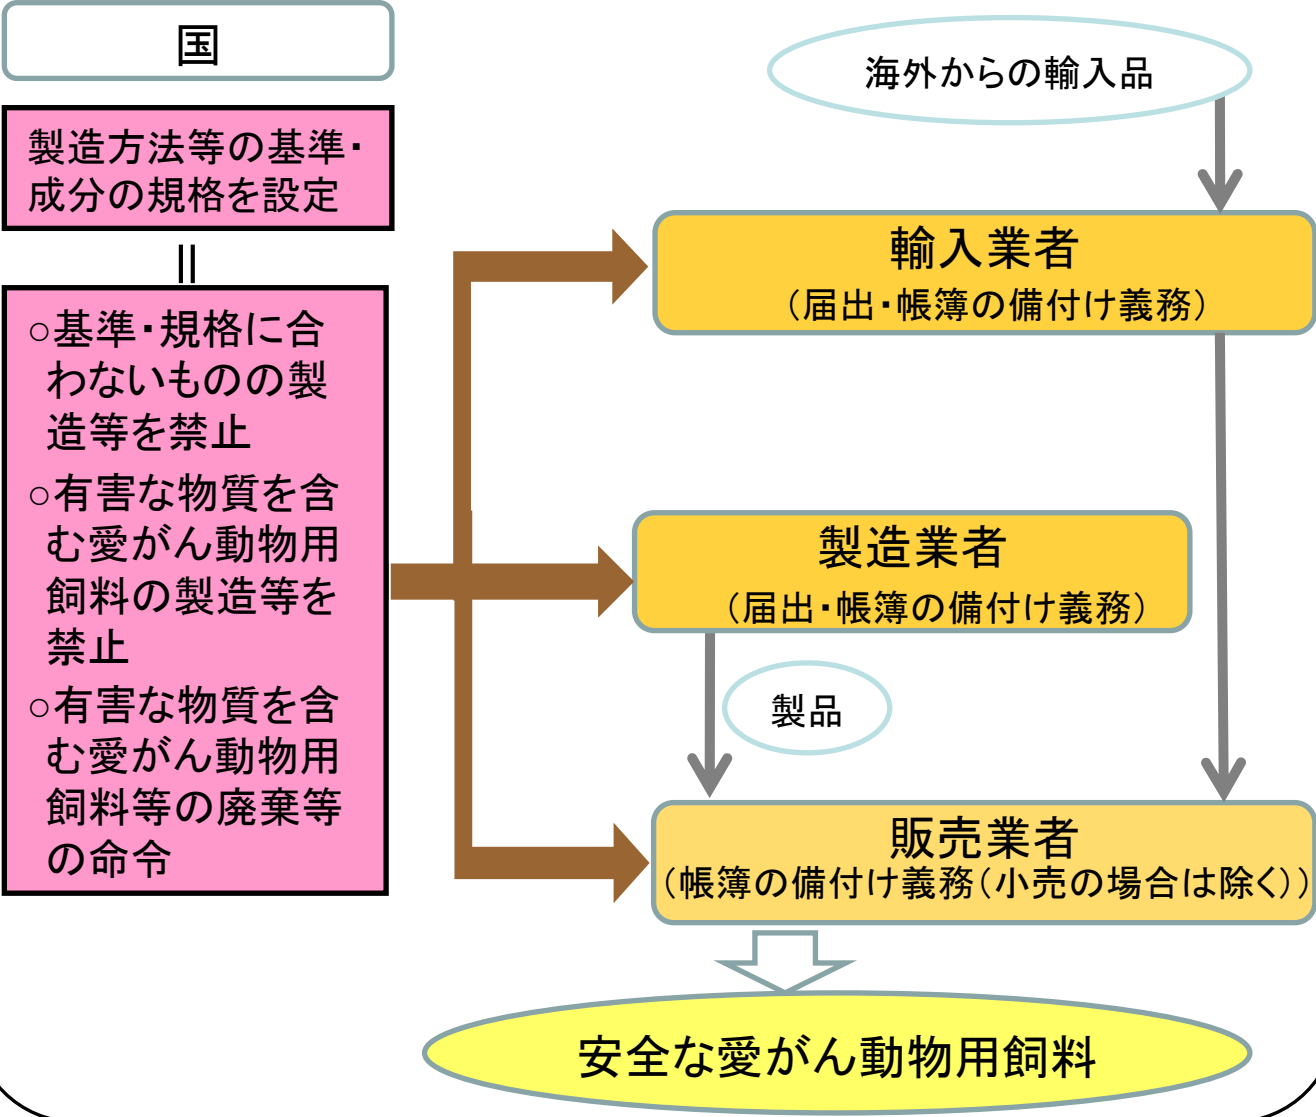 国
製造方法等の基準・
成分の規格を設定
||
○基準・規格に合
わないものの製
造等を禁止
○有害な物質を含
む愛がん動物用
飼料の製造等を
禁止
○有害な物質を含
む愛がん動物用
飼料等の廃棄等
の命令
海外からの輸入品
輸入業者
（届出・帳簿の備付け義務）
製造業者
（届出・帳簿の備付け義務）
製品
販売業者
（帳簿の備付け義務（小売の場合は除く））
安全な愛がん動物用飼料